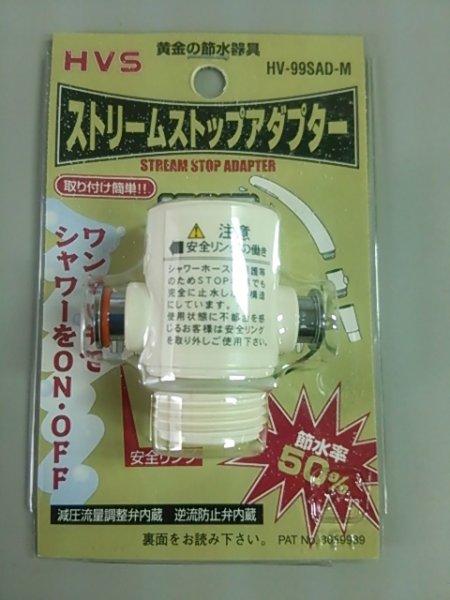 黄金の節水器具
HVS
HV-99SAD-M
ストリームストップアダプター
STREAM STOP ADAPTER
取り付け簡単!!
注意
安全リングの働き
シャワーホースの
のためSTOP
完全に止水し
にしています。
使用状態に不都合を感
じるお客様は安全リング
を取り外しご使用下さい。
ワン
で
シャワーをON・OFF
安全リング
節水率
50%
減圧流量調整弁内蔵 逆流防止弁内蔵
裏面をお読み下さい。
PAT No.